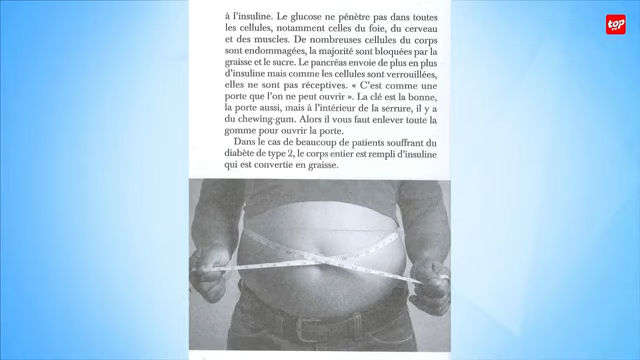 à l'insuline. Le glucose ne pénètre pas dans toutes
les cellules, notamment celles du foie, du cerveau
et des muscles. De nombreuses cellules du corps
sont endommagées, la majorité sont bloquées par la
graisse et le sucre. Le pancréas envoie de plus en plus
d'insuline mais comme les cellules sont verrouillées,
elles ne sont pas réceptives. « C'est comme une
porte que l'on ne peut ouvrir ». La clé est la bonne,
la porte aussi, mais à l'intérieur de la serrure, il y a
du chewing-gum. Alors il vous faut enlever toute la
gomme pour ouvrir la porte.
Dans le cas de beaucoup de patients souffrant du
diabète de type 2, le corps entier est rempli d'insuline
qui est convertie en graisse.
top